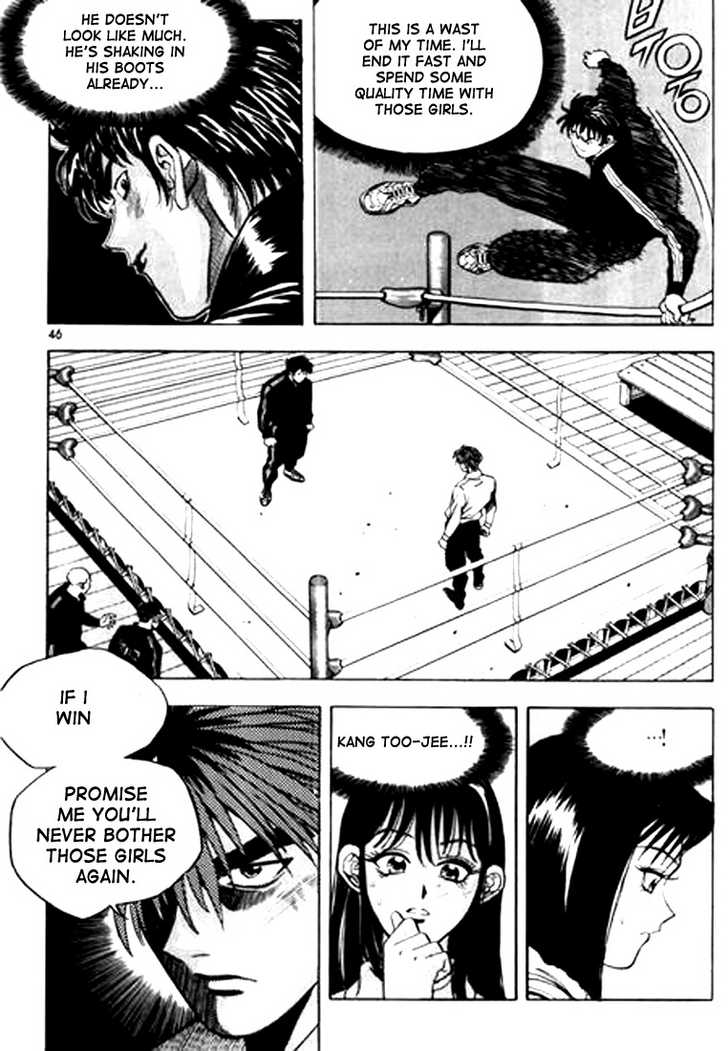 HE DOESN'T
LOOK LIKE MUCH.
HE'S SHAKING IN
HIS BOOTS
ALREADY...
THIS IS A WAST
OF MY TIME. I'LL
END IT FAST AND
SPEND SOME
QUALITY TIME WITH
THOSE GIRLS.
46
IF I
WIN
PROMISE
ME YOU'LL
NEVER BOTHER
THOSE GIRLS
AGAIN.
KANG TOO-JEE...!!
...!